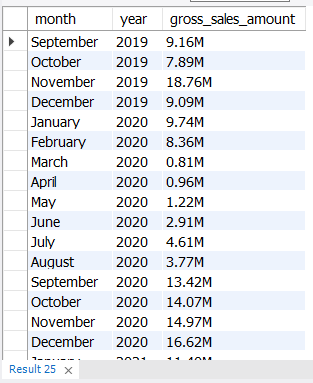 month year gross_sales_amount
September 2019 9.16M
October 2019 7.89M
November 2019 18.76M
December 2019 9.09M
January 2020 9.74M
February 2020 8.36M
March 2020 0.81M
April 2020 0.96M
May 2020 1.22M
June 2020 2.91M
July 2020 4.61M
August 2020 3.77M
September 2020 13.42M
October 2020 14.07M
November 2020 14.97M
December 2020 16.62M
Result 25 ×